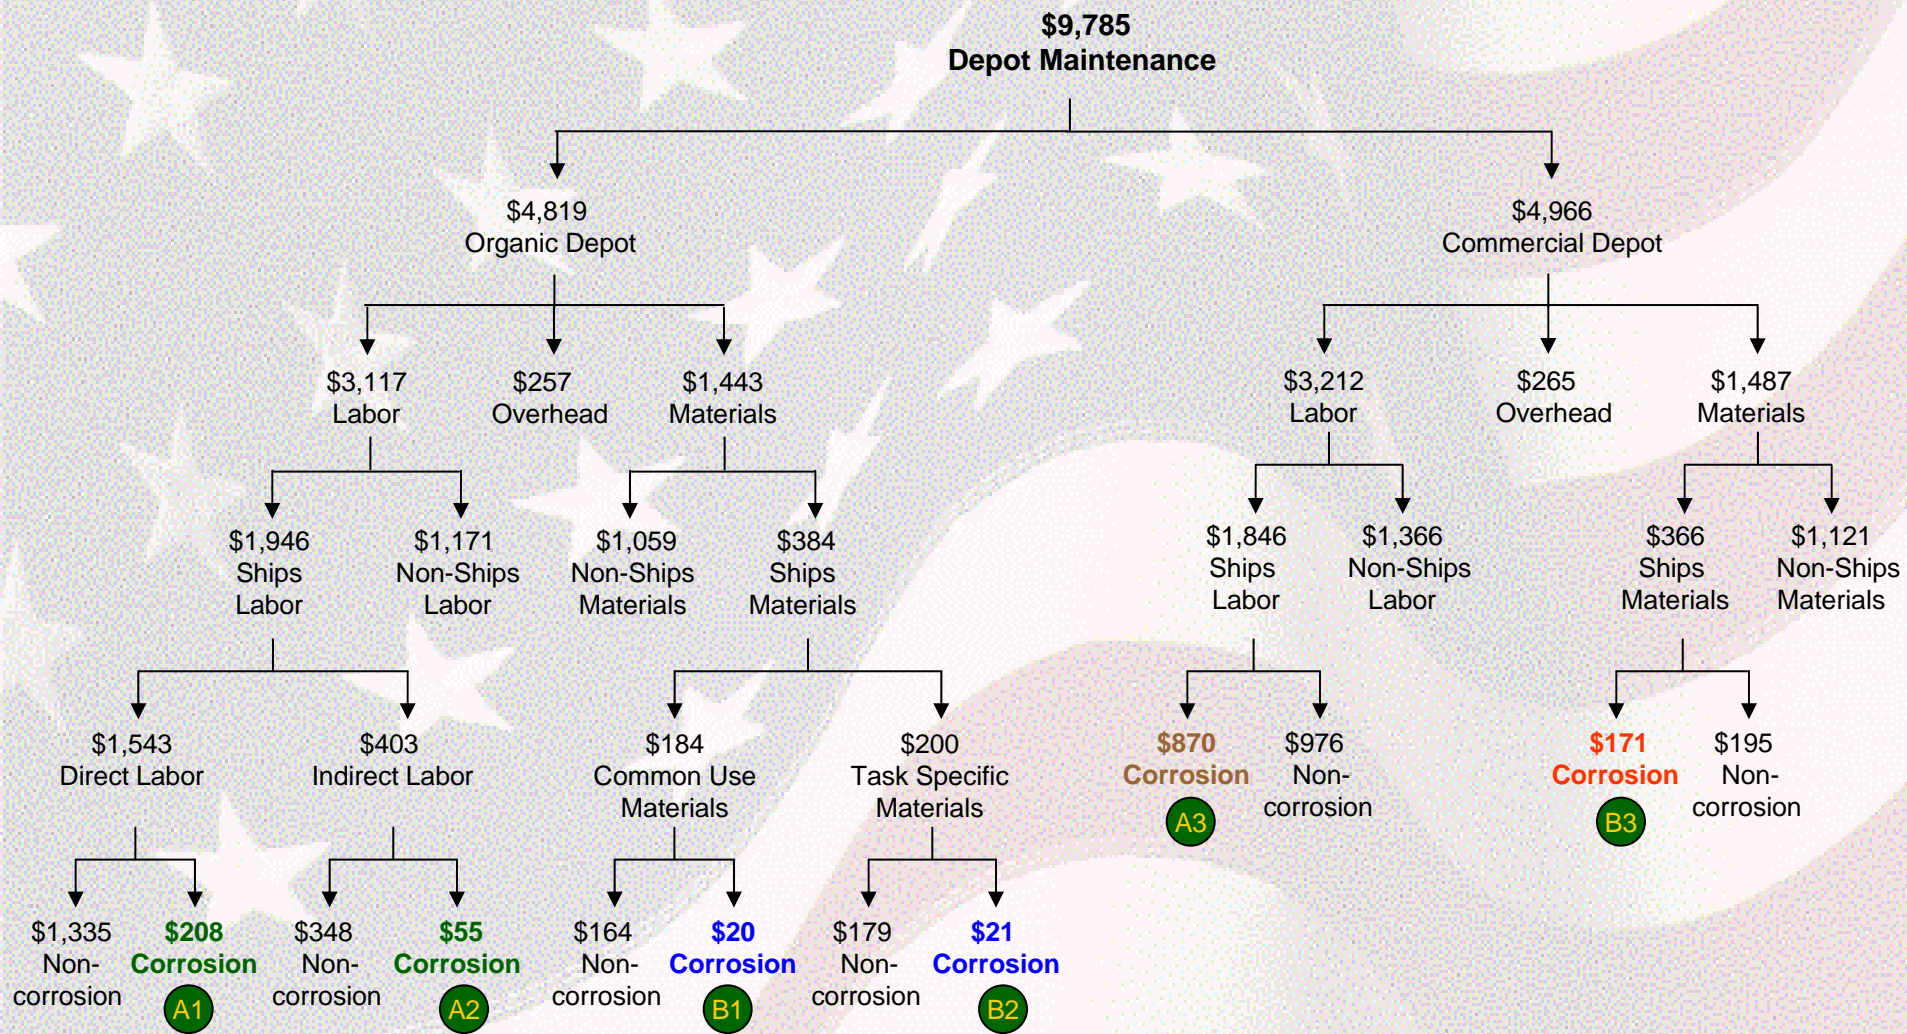 $9,785
Depot Maintenance
$4,819
Organic Depot
$4,966
Commercial Depot
$3,117
Labor
$257
Overhead
$1,443
Materials
$3,212
Labor
$265
Overhead
$1,487
Materials
$1,946
Ships
Labor
$1,171
Non-Ships
Labor
$1,059
Non-Ships
Materials
$384
Ships
Materials
$1,846
Ships
Labor
$1,366
Non-Ships
Labor
$366
Ships
Materials
$1,121
Non-Ships
Materials
$1,543
Direct Labor
$403
Indirect Labor
$184
Common Use
Materials
$200
Task Specific
Materials
$870
Corrosion
A3
$976
Non-
corrosion
$171
Corrosion
B3
$195
Non-
corrosion
$1,335
Non-
corrosion
$208
Corrosion
A1
$348
Non-
corrosion
$55
Corrosion
A2
$164
Non-
corrosion
$20
Corrosion
B1
$179
Non-
corrosion
$21
Corrosion
B2